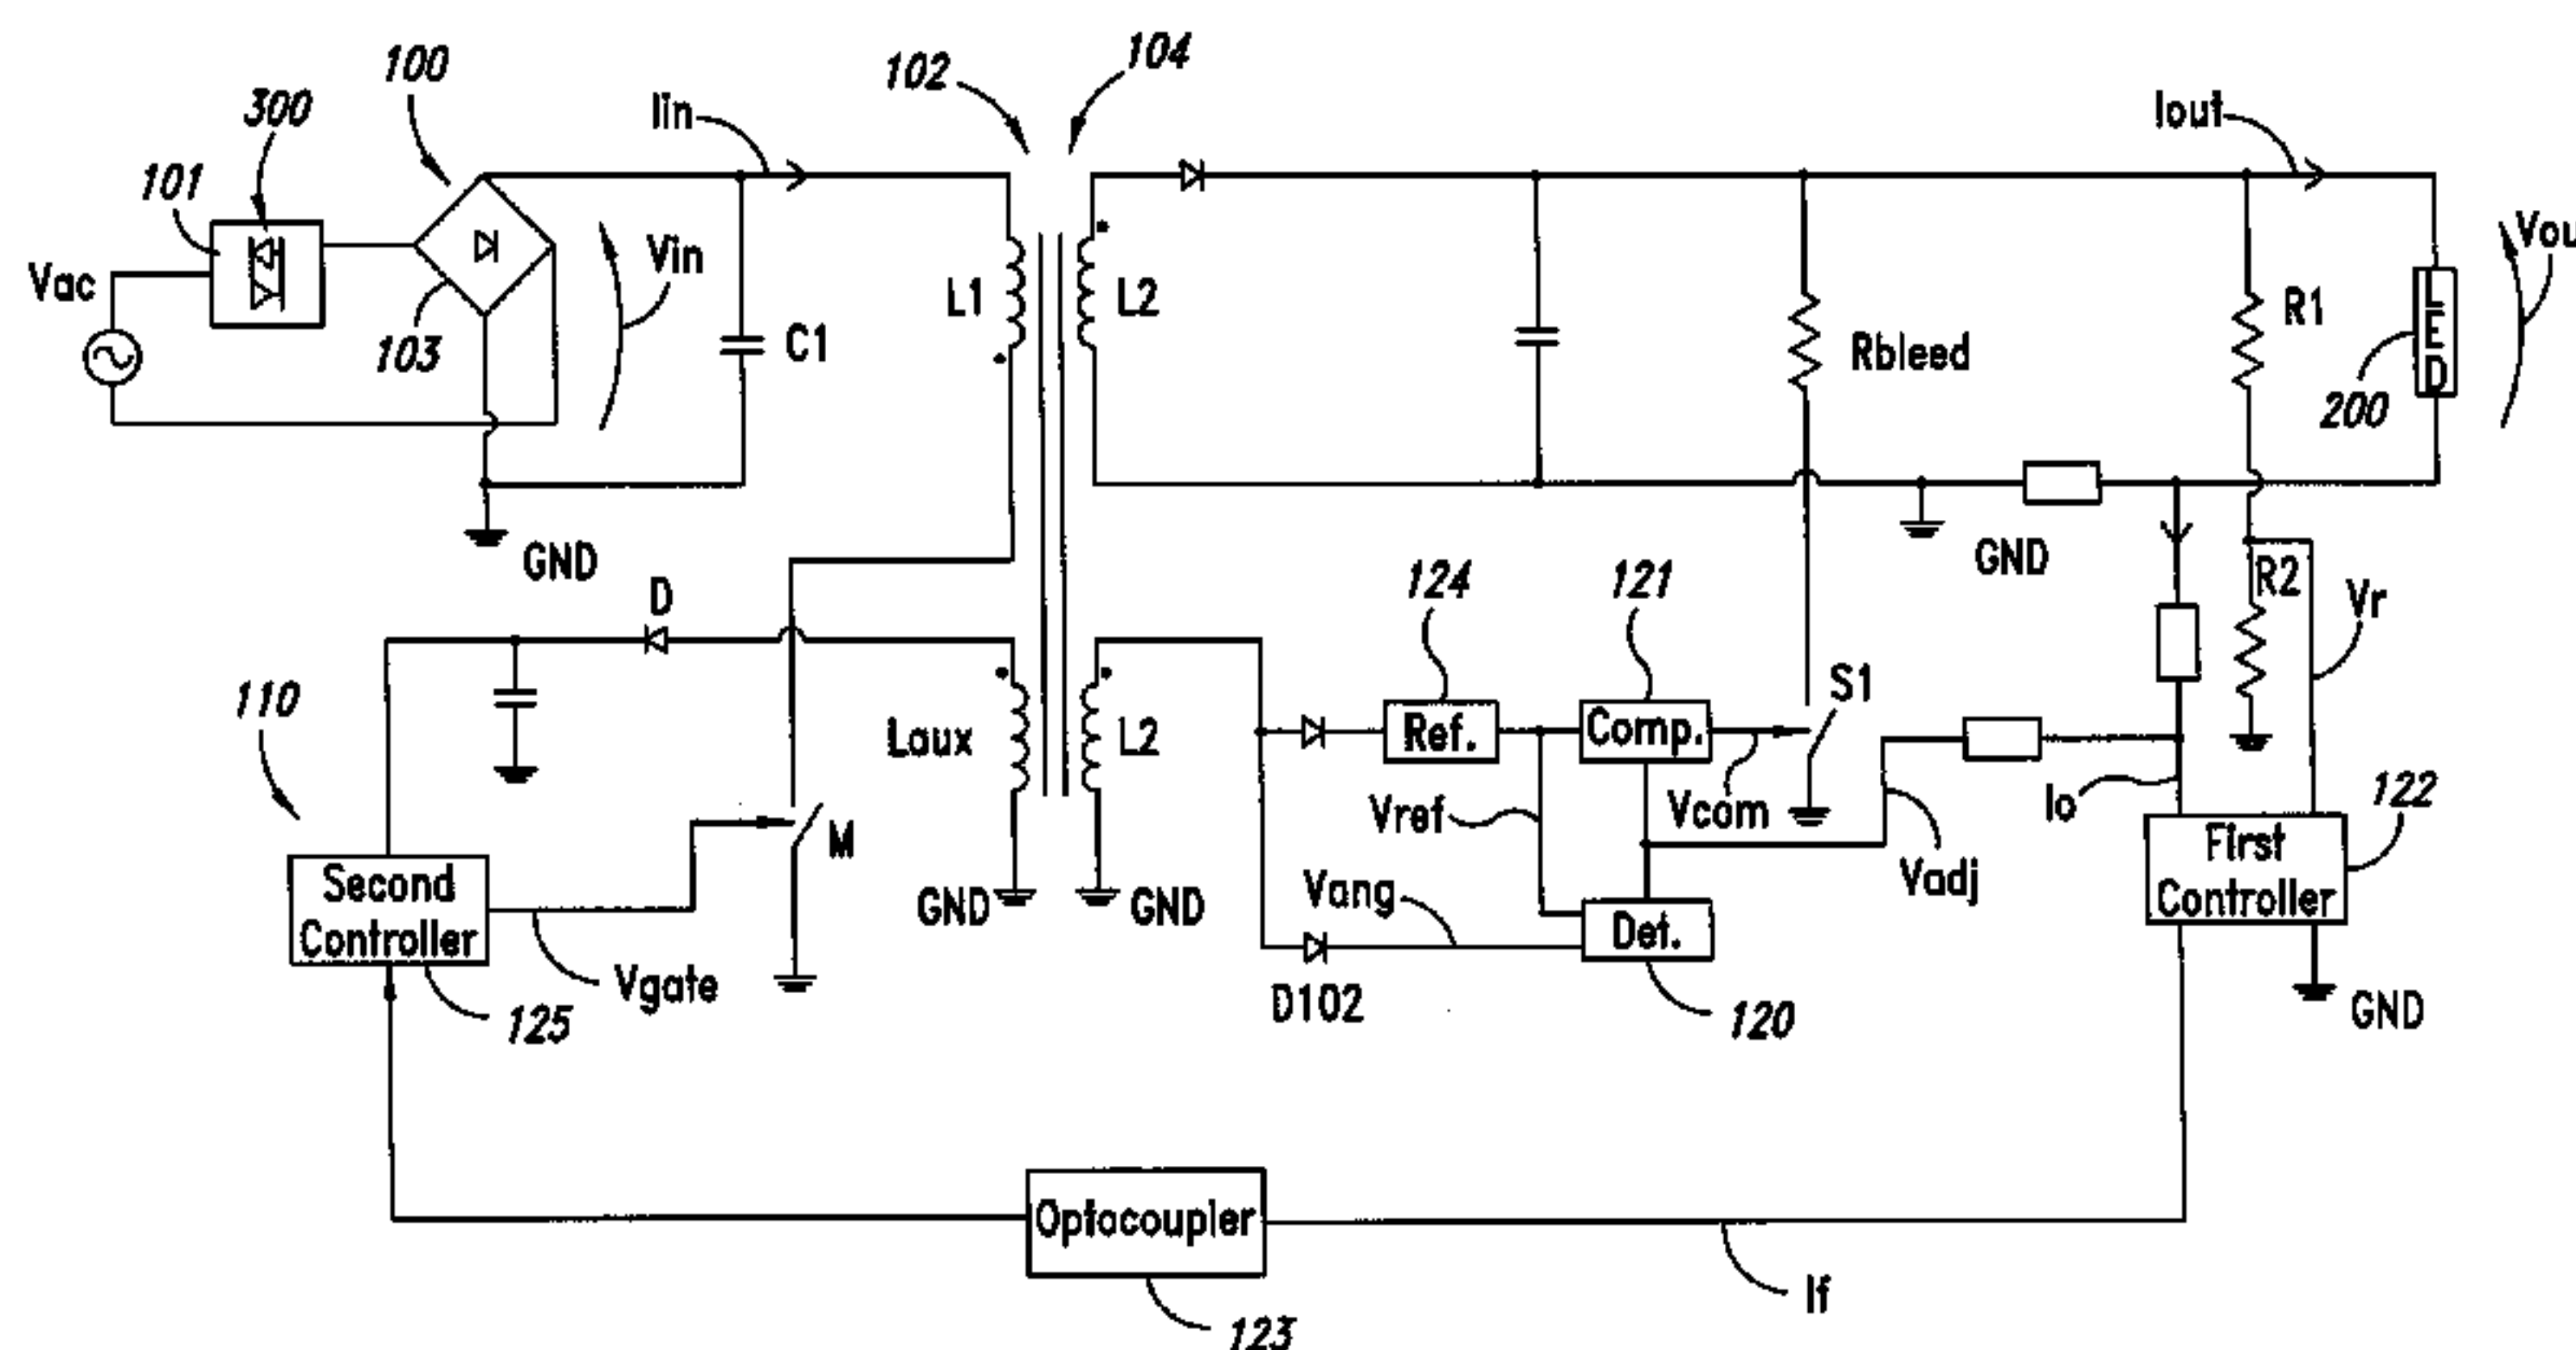 100
102
104
300
Iin
Iout
101
Vac
Vin
Vou
L1
L2
R1
LED
103
C1
Rbleed
200
GND
GND
D
124
121
R2
Vr
110
S1
Laux
L2
Ref.
Comp.
Vref
Vcom
Io
122
M
Second
Controller
GND
GND
Vang
Vadj
First
Controller
Det.
Vgate
125
D102
120
GND
Optocoupler
If
123